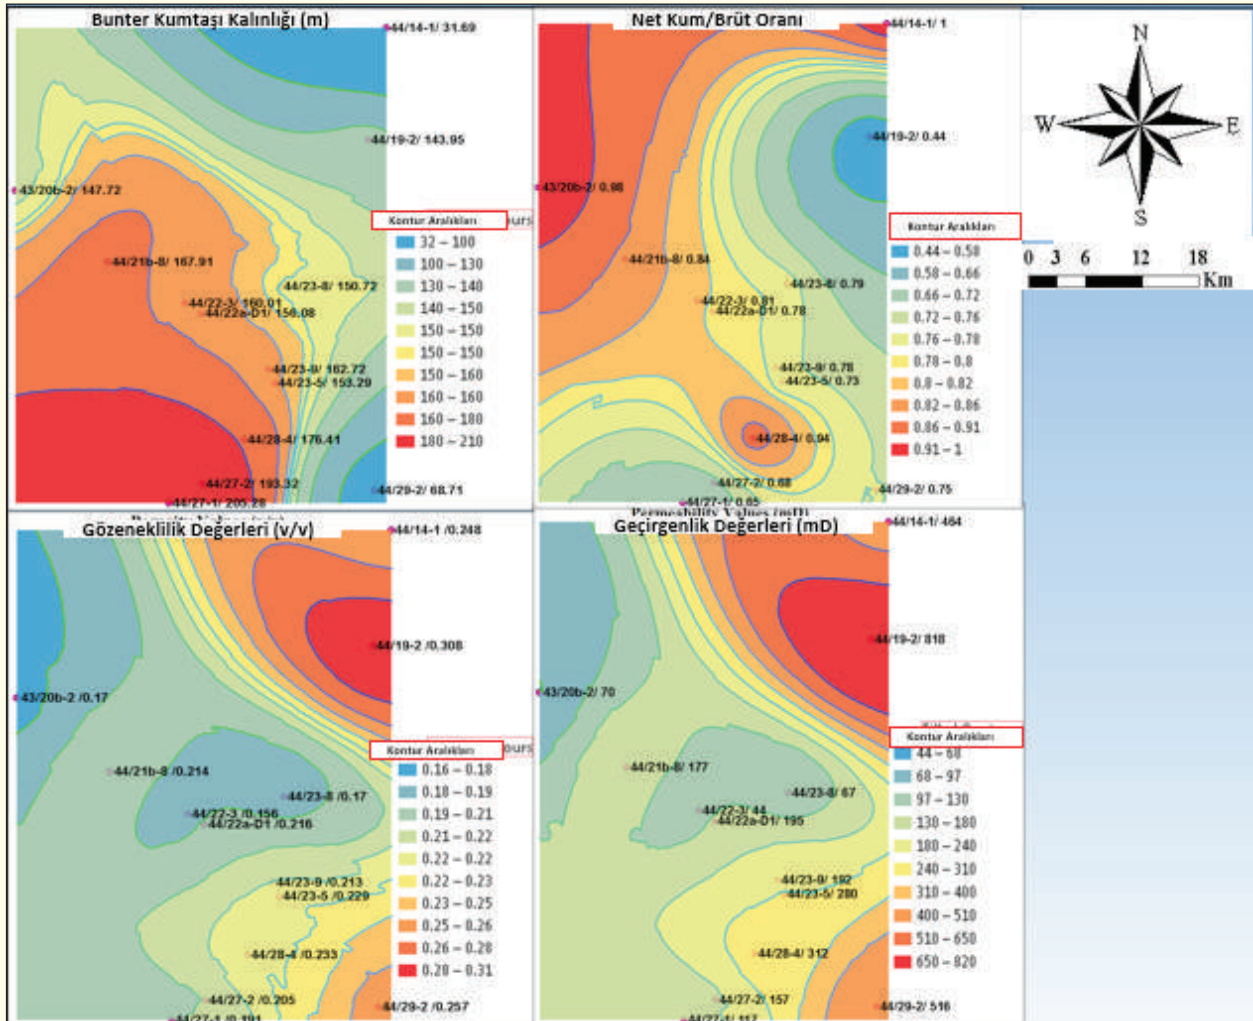 Bunter Kumtaşı Kalınlığı (m)
44/14-1/ 31.69
44/19-2/ 143.95
43/20b-2/ 147.72
44/21b-8/ 167.91
44/23-8/ 150.72
44/22-3/ 160.01
44/22a-D1/ 156.08
44/23-9/ 162.72
44/23-5/ 153.29
44/28-4/ 176.41
44/27-2/ 193.32
44/29-2/ 68.71
44/27-1/ 205.28
Kontur Aralıkları
ours
32 – 100
100 – 130
130 – 140
140 – 150
150 – 150
150 – 150
150 – 160
160 – 160
160 – 180
180 – 210
Net Kum/Brüt Oranı
44/14-1/ 1
44/19-2/ 0.44
43/20b-2/ 0.98
44/21b-8/ 0.84
44/23-8/ 0.79
44/22-3/ 0.81
44/22a-D1/ 0.78
44/23-9/ 0.78
44/23-5/ 0.73
44/28-4/ 0.94
44/27-2/ 0.68
44/29-2/ 0.75
44/27-1/ 0.65
Kontur Aralıkları
0.44 – 0.58
0.58 – 0.66
0.66 – 0.72
0.72 – 0.76
0.76 – 0.78
0.78 – 0.8
0.8 – 0.82
0.82 – 0.86
0.86 – 0.91
0.91 – 1
N
W
E
S
0 3 6 12 18
Km
Gözeneklilik Değerleri (v/v)
44/14-1 /0.248
44/19-2 /0.308
43/20b-2 /0.17
44/21b-8 /0.214
44/23-8 /0.17
44/22-3 /0.156
44/22a-D1 /0.216
44/23-9 /0.213
44/23-5 /0.229
44/28-4 /0.233
44/27-2 /0.205
44/29-2 /0.257
44/27-1 /0.191
Kontur Aralıkları
ours
0.16 – 0.18
0.18 – 0.19
0.19 – 0.21
0.21 – 0.22
0.22 – 0.22
0.22 – 0.23
0.23 – 0.25
0.25 – 0.26
0.26 – 0.28
0.28 – 0.31
Permeability Values (mD)
Geçirgenlik Değerleri (mD)
44/14-1/ 464
44/19-2/ 818
43/20b-2/ 70
44/21b-8/ 177
44/23-8/ 67
44/22-3/ 44
44/22a-D1/ 195
44/23-9/ 192
44/23-5/ 280
44/28-4/ 312
44/27-2/ 157
44/29-2/ 516
44/27-1/ 117
Kontur Aralıkları
44 – 68
68 – 97
97 – 130
130 – 180
180 – 240
240 – 310
310 – 400
400 – 510
510 – 650
650 – 820